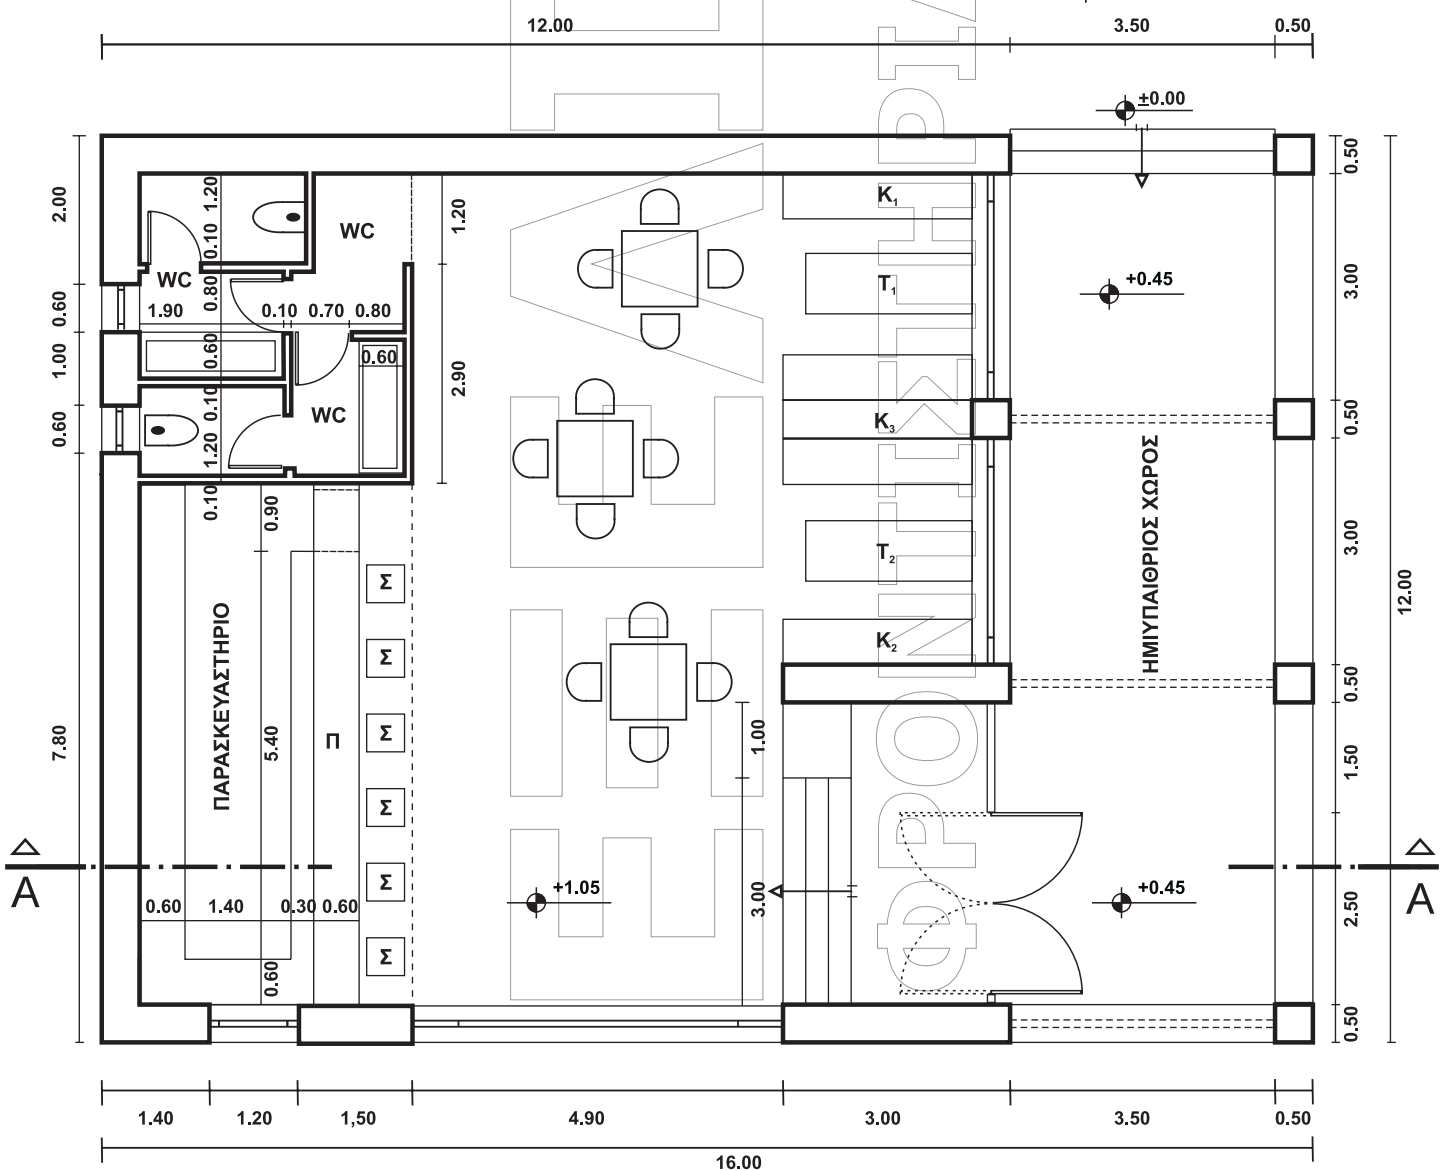 12.00 3.50 0.50
±0.00
0.50
2.00 1.20 K1
WC 1.20
0.10
WC T1 +0.45 3.00
0.60 1.90 0.80 0.10 0.70 0.80
1.00 0.60 0.60 2.90
0.10 0.50
0.60 WC K3
1.20
0.10 0.90
T2 3.00
Σ 12.00
ΗΜΙΥΠΑΙΘΡΙΟΣ ΧΩΡΟΣ
Σ K2
ΠΑΡΑΣΚΕΥΑΣΤΗΡΙΟ 0.50
7.80 5.40 Π Σ 1.00 1.50
Σ
A Σ +1.05 3.00 +0.45 2.50 A
0.60 1.40 0.30 0.60
0.60 Σ
0.50
1.40 1.20 1,50 4.90 3.00 3.50 0.50
16.00
ΦΡΟΝΤΙΣΤΗΡΙΑ